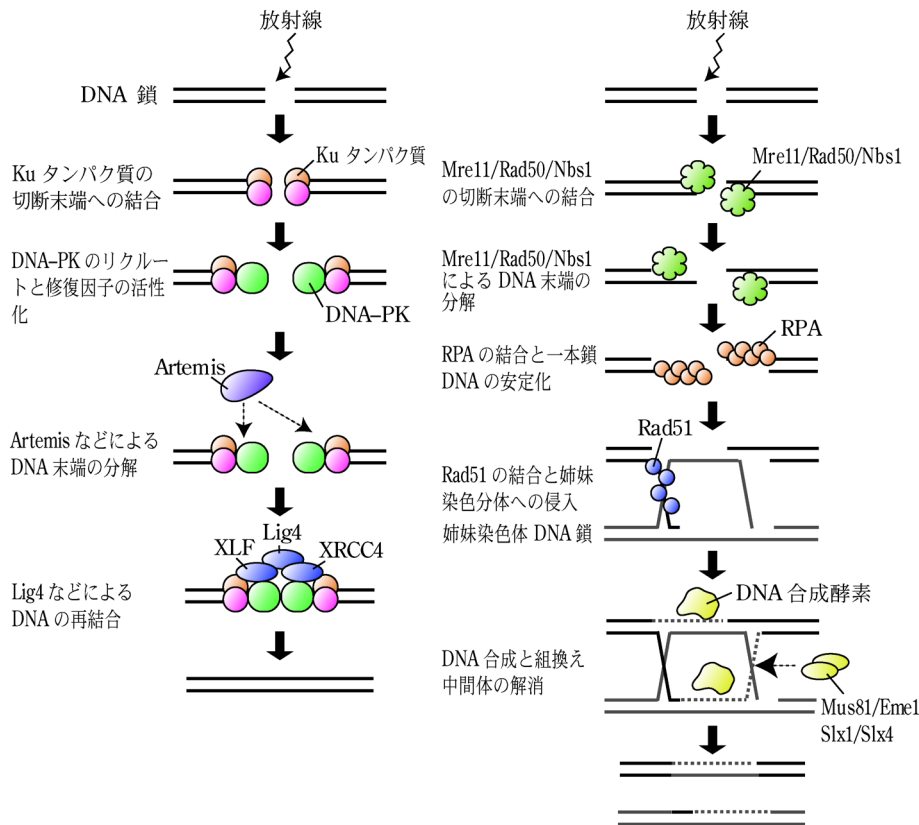 放射線
DNA 鎖
Ku タンパク質の
切断末端への結合
Ku タンパク質
DNA–PK のリクルー
トと修復因子の活性
化
DNA–PK
Artemis
Artemis などによる
DNA 末端の分解
Lig4
XLF
XRCC4
Lig4 などによる
DNA の再結合
放射線
Mre11/Rad50/Nbs1
の切断末端への結合
Mre11/Rad50/Nbs1
Mre11/Rad50/Nbs1
による DNA 末端の
分解
RPA
RPA の結合と一本鎖
DNA の安定化
Rad51
Rad51 の結合と姉妹
染色分体への侵入
姉妹染色体 DNA 鎖
DNA 合成酵素
DNA 合成と組換え
中間体の解消
Mus81/Eme1
Slx1/Slx4